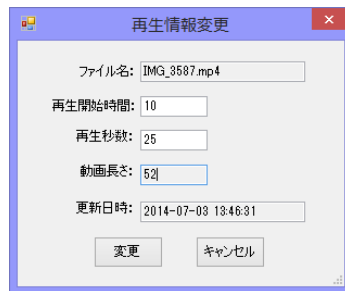 再生情報変更
ファイル名: IMG_3587.mp4
再生開始時間: 10
再生秒数: 25
動画長さ: 52
更新日時: 2014-07-03 13:46:31
変更 キャンセル